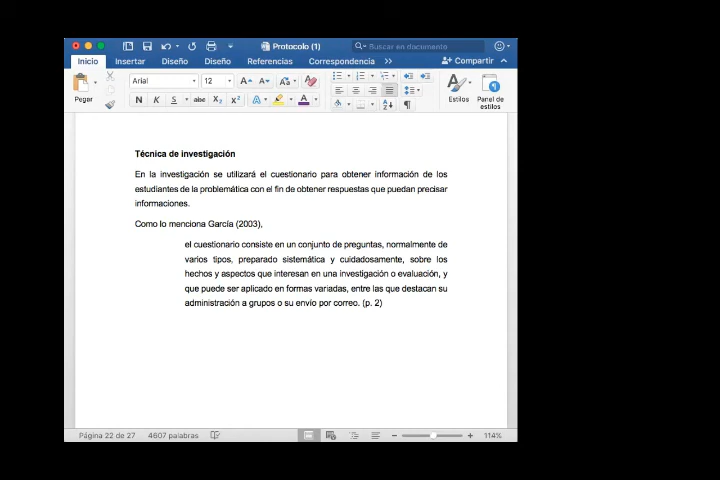 Protocolo (1)
Buscar en documento
Inicio Insertar Diseño Diseño Referencias Correspondencia >> Compartir
Pegar Arial 12 A A Aa A Estilos Panel de estilos
N K S abc X2 X2 A A
Técnica de investigación
En la investigación se utilizará el cuestionario para obtener información de los
estudiantes de la problemática con el fin de obtener respuestas que puedan precisar
informaciones.
Como lo menciona García (2003),
el cuestionario consiste en un conjunto de preguntas, normalmente de
varios tipos, preparado sistemática y cuidadosamente, sobre los
hechos y aspectos que interesan en una investigación o evaluación, y
que puede ser aplicado en formas variadas, entre las que destacan su
administración a grupos o su envío por correo. (p. 2)
Página 22 de 27 4607 palabras 114%